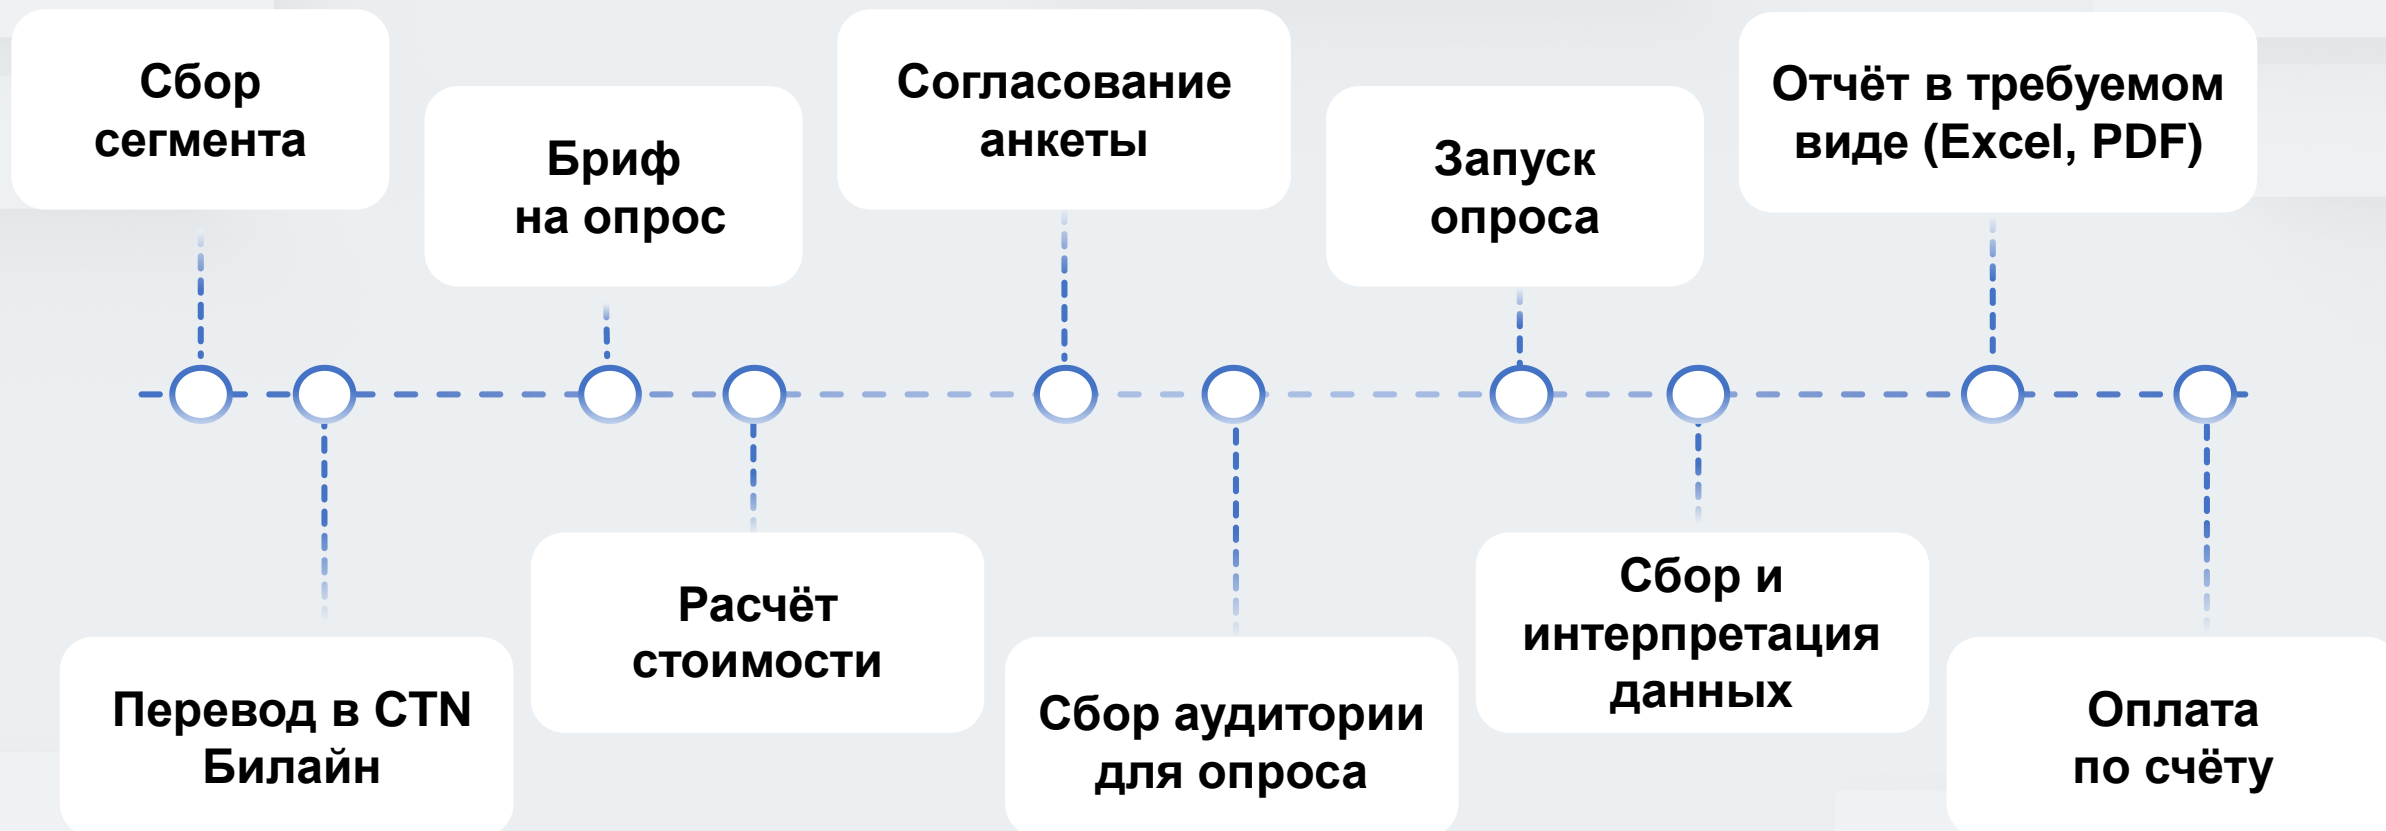 Сбор
сегмента
Перевод в CTN
Билайн
Бриф
на опрос
Расчёт
стоимости
Согласование
анкеты
Сбор аудитории
для опроса
Запуск
опроса
Сбор и
интерпретация
данных
Отчёт в требуемом
виде (Excel, PDF)
Оплата
по счёту